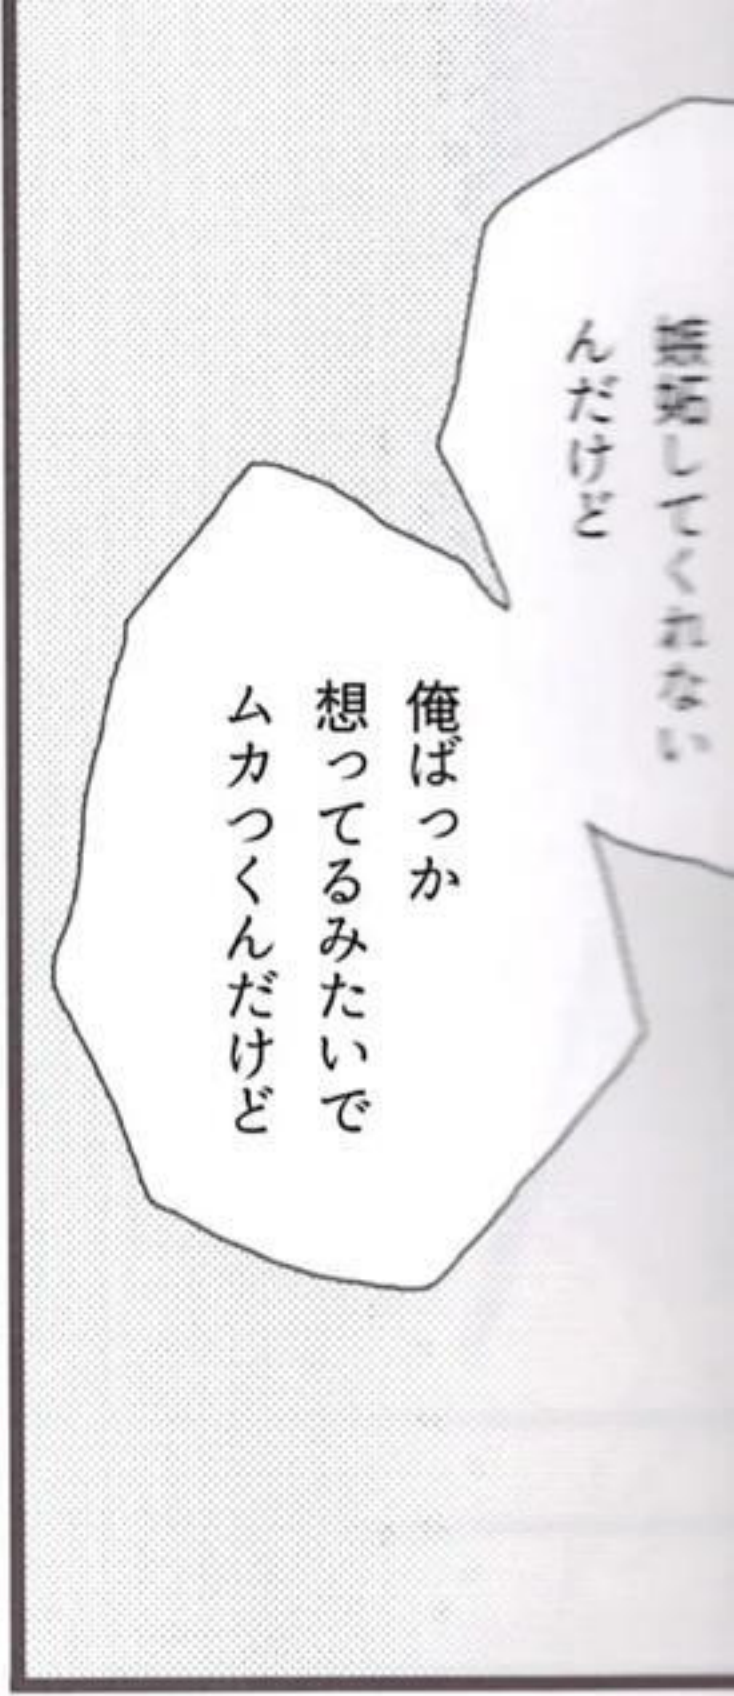 嫉妬してくれない
んだけど
俺ばっか
想ってるみたいで
ムカつくんだけど